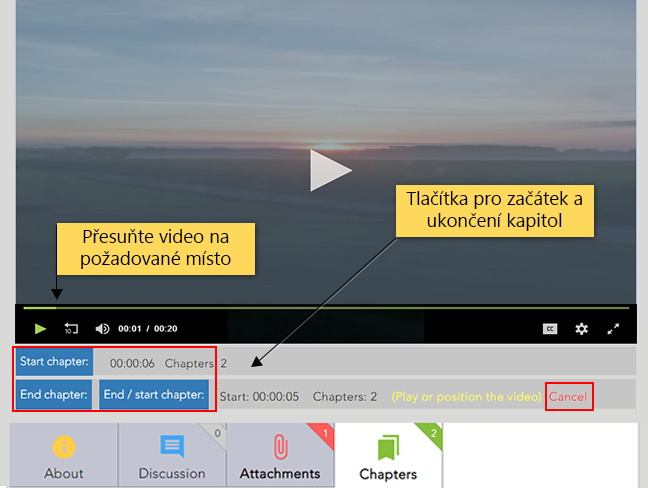 Tlačítka pro začátek a
ukončení kapitol
Přesuňte video na
požadované místo
10
00:01 / 00:20
CC
Start chapter: 00:00:06 Chapters: 2
End chapter: End / start chapter: Start: 00:00:05 Chapters: 2 (Play or position the video) Cancel
0
1
2
About
Discussion
Attachments
Chapters